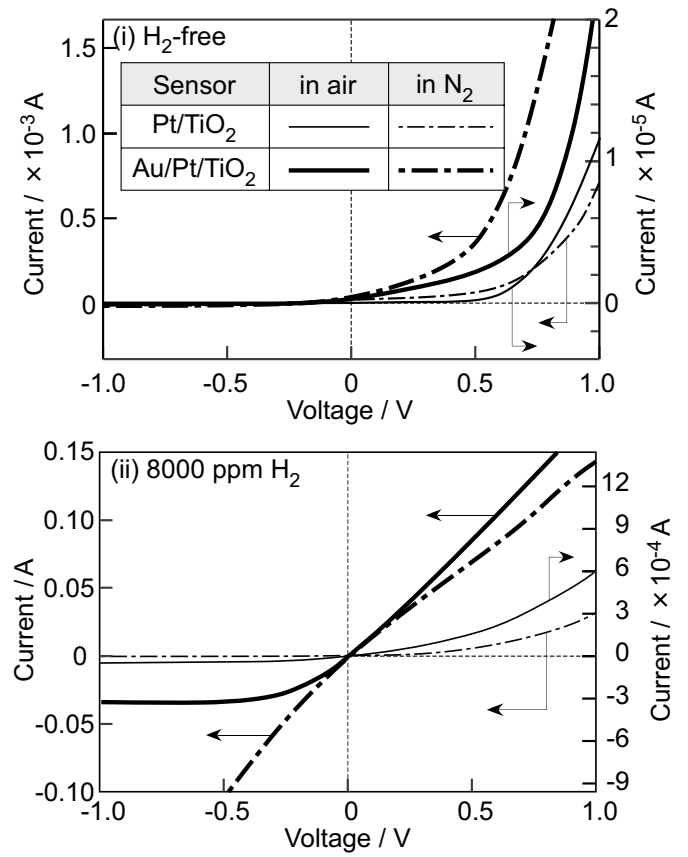 (i) H₂-free
Sensor in air in N₂
Pt/TiO₂
Au/Pt/TiO₂
Current / ×10⁻³ A
1.5
1.0
0.5
0
Current / ×10⁻⁵ A
2
1
0
-1.0 -0.5 0 0.5 1.0
Voltage / V
(ii) 8000 ppm H₂
Current / A
0.15
0.10
0.05
0
-0.05
-0.10
Current / ×10⁻⁴ A
12
9
6
3
0
-3
-6
-9
-1.0 -0.5 0 0.5 1.0
Voltage / V